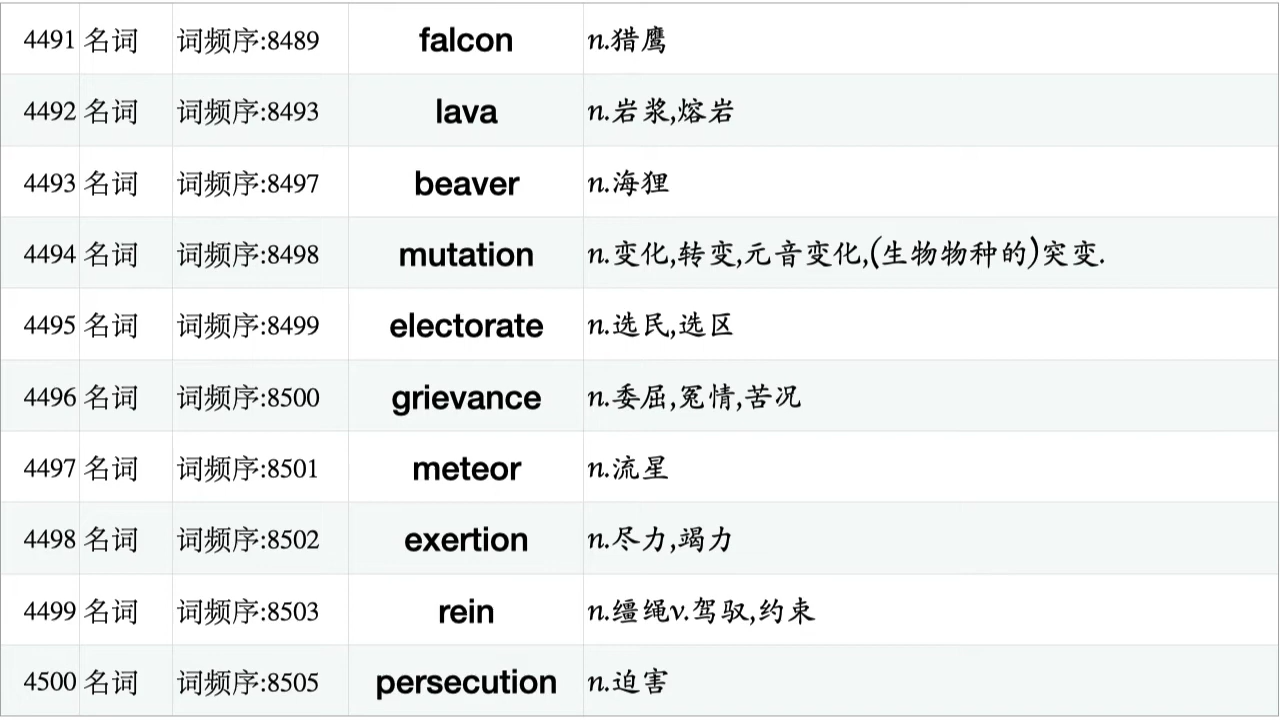 4491 名词 词频序:8489 falcon n.猎鹰
4492 名词 词频序:8493 lava n.岩浆,熔岩
4493 名词 词频序:8497 beaver n.海狸
4494 名词 词频序:8498 mutation n.变化,转变,元音变化,(生物物种的)突变.
4495 名词 词频序:8499 electorate n.选民,选区
4496 名词 词频序:8500 grievance n.委屈,冤情,苦况
4497 名词 词频序:8501 meteor n.流星
4498 名词 词频序:8502 exertion n.尽力,竭力
4499 名词 词频序:8503 rein n.缰绳v.驾驭,约束
4500 名词 词频序:8505 persecution n.迫害